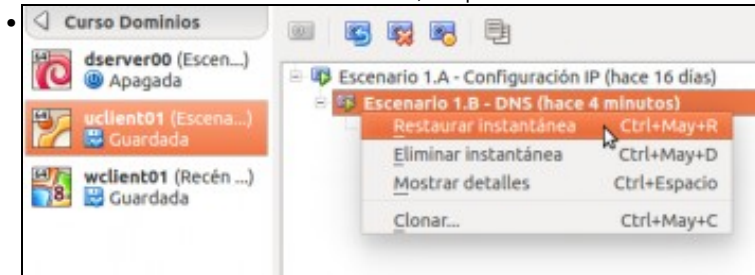 Curso Dominios
dserver00 (Escen...)
Apagada
uclient01 (Escena...)
Guardada
wclient01 (Recén ...)
Guardada
Escenario 1.A - Configuración IP (hace 16 días)
Escenario 1.B - DNS (hace 4 minutos)
Restaurar instantánea Ctrl+May+R
Eliminar instantánea Ctrl+May+D
Mostrar detalles Ctrl+Espacio
Clonar... Ctrl+May+C